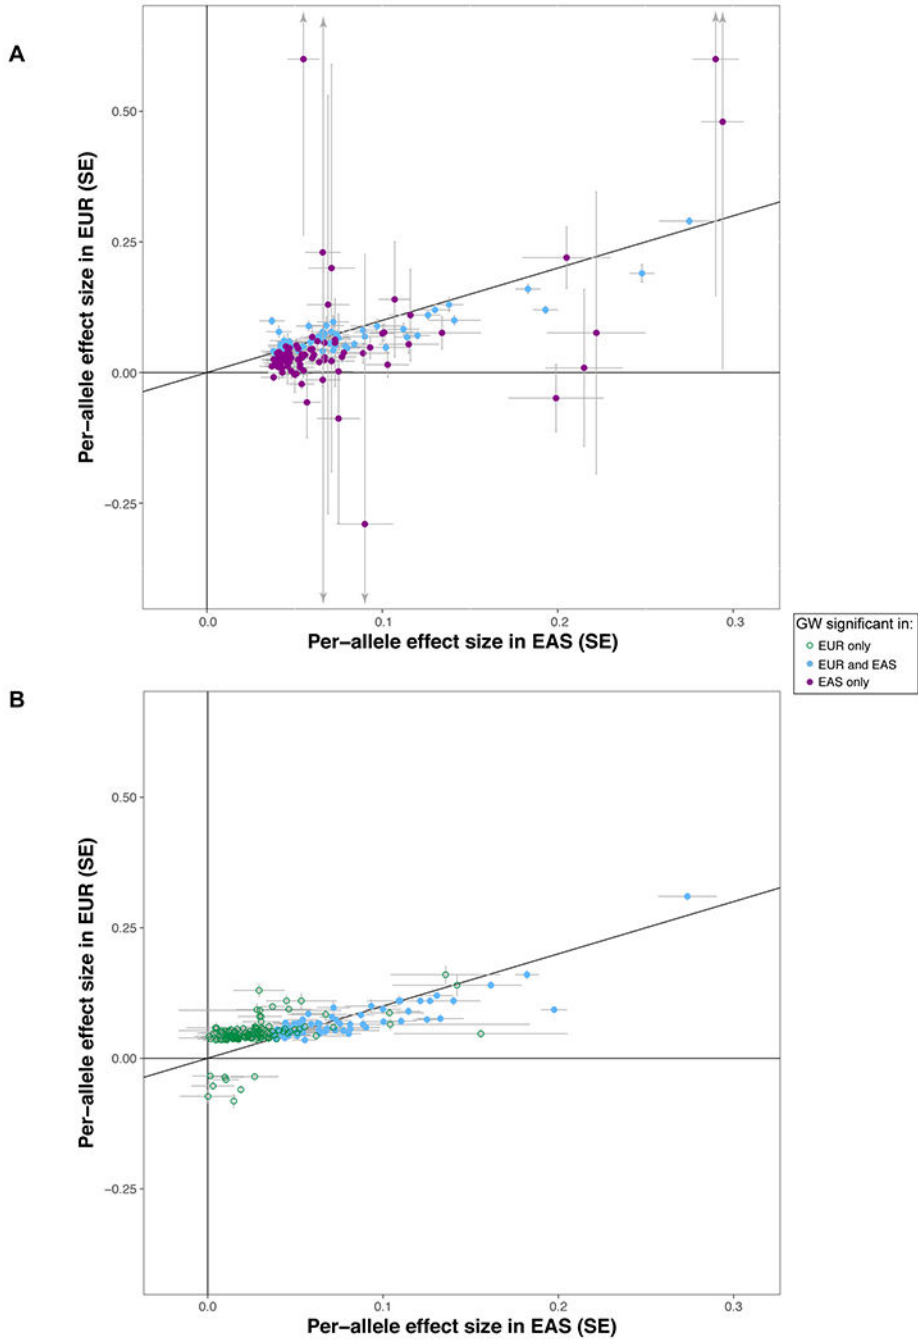 A
0.50
0.25
0.00
−0.25
Per−allele effect size in EUR (SE)
0.0 0.1 0.2 0.3
Per−allele effect size in EAS (SE)
GW significant in:
EUR only
EUR and EAS
EAS only
B
0.50
0.25
0.00
−0.25
Per−allele effect size in EUR (SE)
0.0 0.1 0.2 0.3
Per−allele effect size in EAS (SE)